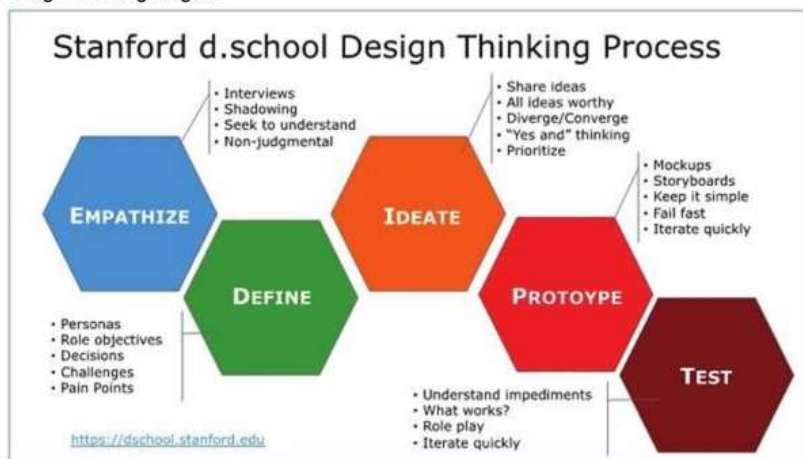 Stanford d.school Design Thinking Process
• Interviews
• Shadowing
• Seek to understand
• Non-judgmental
• Share ideas
• All ideas worthy
• Diverge/Converge
• "Yes and" thinking
• Prioritize
• Mockups
• Storyboards
• Keep it simple
• Fail fast
• Iterate quickly
EMPATHIZE
IDEATE
DEFINE
PROTOYPE
TEST
• Personas
• Role objectives
• Decisions
• Challenges
• Pain Points
• Understand impediments
• What works?
• Role play
• Iterate quickly
https://dschool.stanford.edu